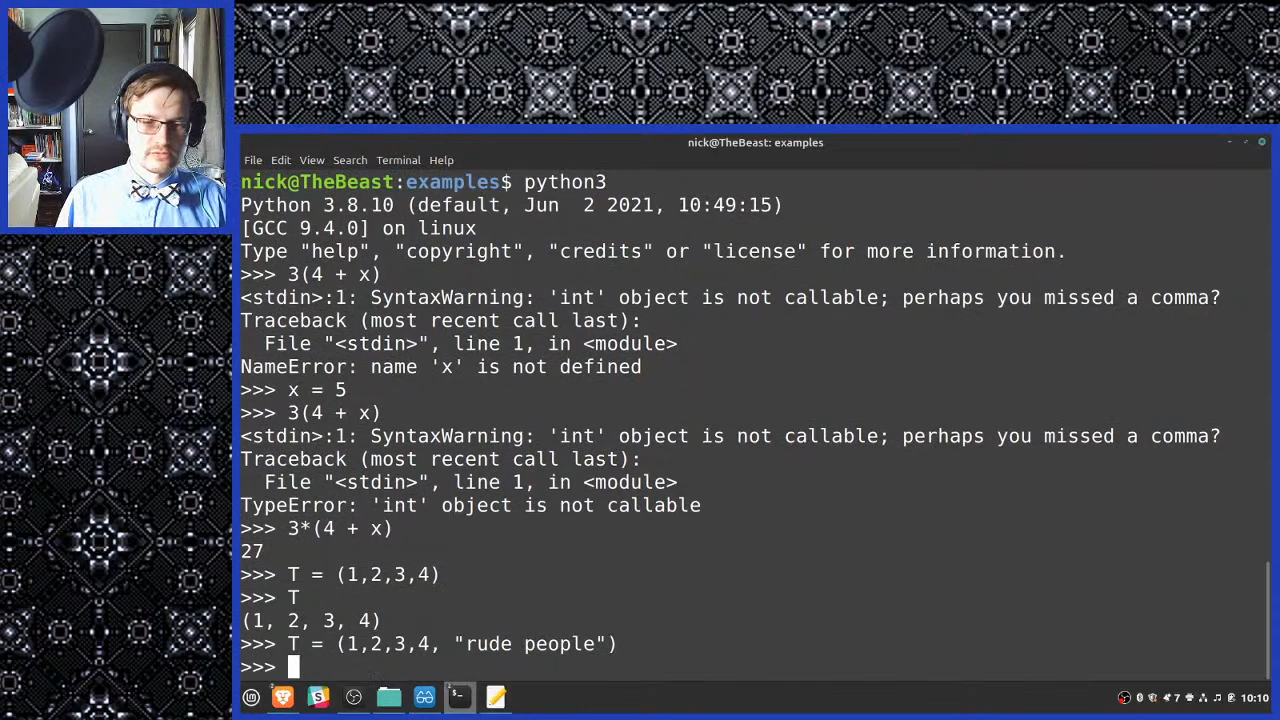 nick@TheBeast: examples
File Edit View Search Terminal Help
nick@TheBeast:examples$ python3
Python 3.8.10 (default, Jun  2 2021, 10:49:15)
[GCC 9.4.0] on linux
Type "help", "copyright", "credits" or "license" for more information.
>>> 3(4 + x)
<stdin>:1: SyntaxWarning: 'int' object is not callable; perhaps you missed a comma?
Traceback (most recent call last):
  File "<stdin>", line 1, in <module>
NameError: name 'x' is not defined
>>> x = 5
>>> 3(4 + x)
<stdin>:1: SyntaxWarning: 'int' object is not callable; perhaps you missed a comma?
Traceback (most recent call last):
  File "<stdin>", line 1, in <module>
TypeError: 'int' object is not callable
>>> 3*(4 + x)
27
>>> T = (1,2,3,4)
>>> T
(1, 2, 3, 4)
>>> T = (1,2,3,4, "rude people")
>>>
7 10:10